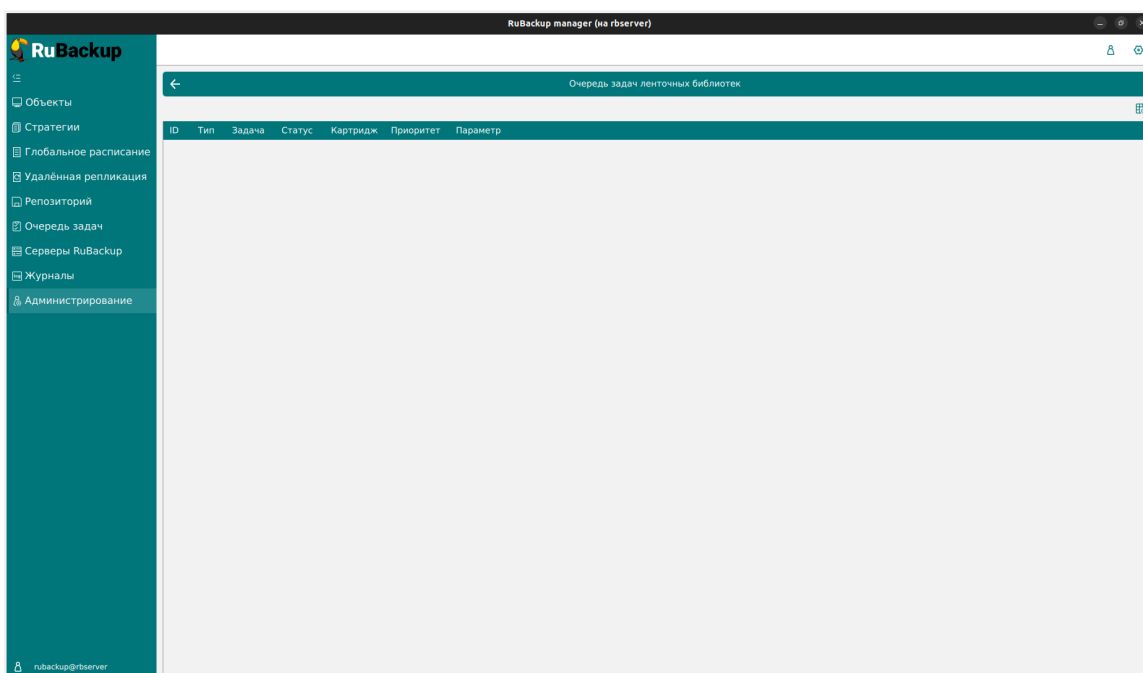 RuBackup manager (на rbserver)
RuBackup
Очередь задач ленточных библиотек
Объекты
Стратегии
Глобальное расписание
Удалённая репликация
Репозиторий
Очередь задач
Серверы RuBackup
Журналы
Администрирование
ID Тип Задача Статус Картридж Приоритет Параметр
rubackup@rbserver